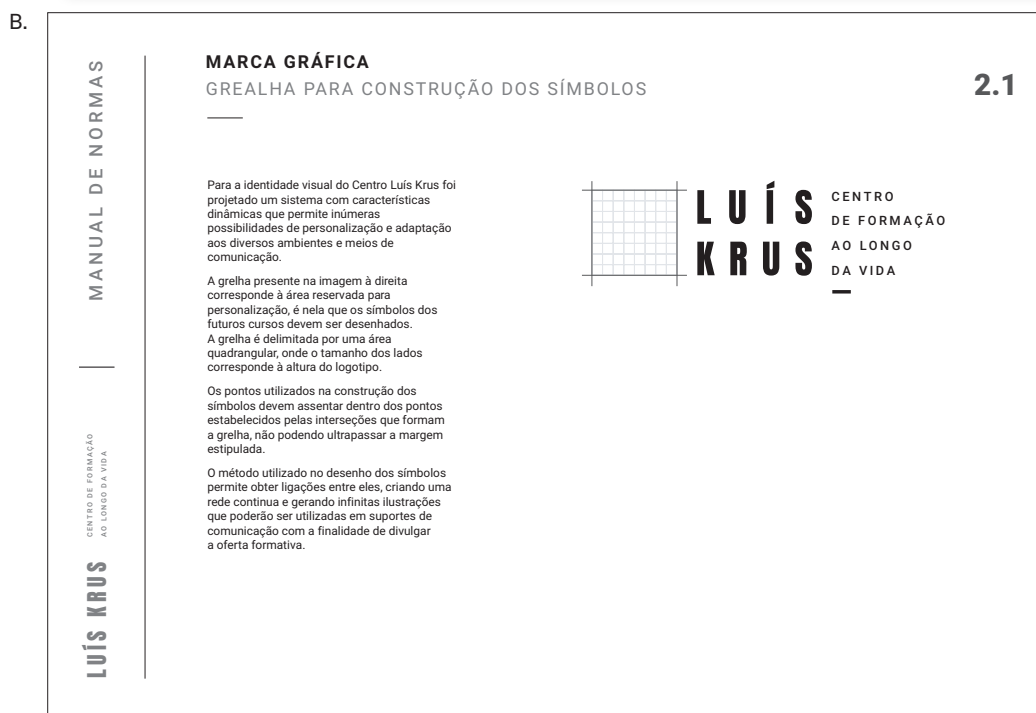 B.
MANUAL DE NORMAS
CENTRO DE FORMAÇÃO
AO LONGO DA VIDA
LUÍS KRUS
MARCA GRÁFICA
GREALHA PARA CONSTRUÇÃO DOS SÍMBOLOS
2.1
Para a identidade visual do Centro Luís Krus foi
projetado um sistema com características
dinâmicas que permite inúmeras
possibilidades de personalização e adaptação
aos diversos ambientes e meios de
comunicação.
A grelha presente na imagem à direita
corresponde à área reservada para
personalização, é nela que os símbolos dos
futuros cursos devem ser desenhados.
A grelha é delimitada por uma área
quadrangular, onde o tamanho dos lados
corresponde à altura do logotipo.
Os pontos utilizados na construção dos
símbolos devem assentar dentro dos pontos
estabelecidos pelas interseções que formam
a grelha, não podendo ultrapassar a margem
estipulada.
O método utilizado no desenho dos símbolos
permite obter ligações entre eles, criando uma
rede continua e gerando infinitas ilustrações
que poderão ser utilizadas em suportes de
comunicação com a finalidade de divulgar
a oferta formativa.
LUÍS
KRUS
CENTRO
DE FORMAÇÃO
AO LONGO
DA VIDA